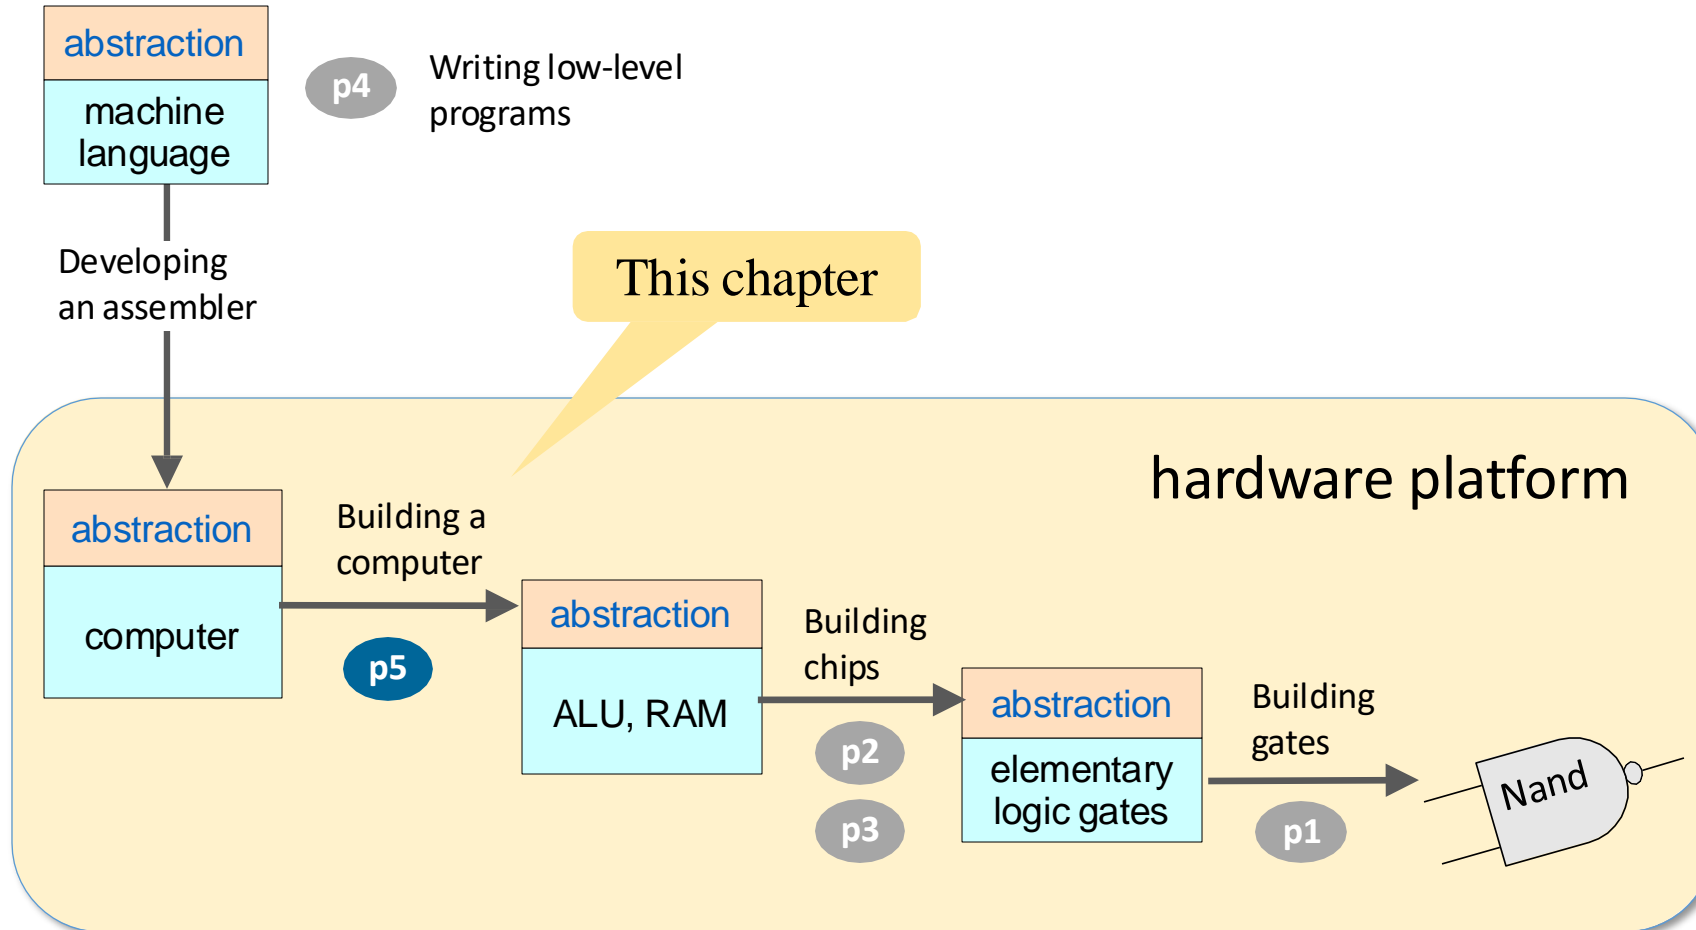 abstraction
machine
language
p4
Writing low-level
programs
Developing
an assembler
This chapter
hardware platform
abstraction
computer
Building a
computer
p5
abstraction
ALU, RAM
Building
chips
p2
p3
abstraction
elementary
logic gates
Building
gates
p1
Nand